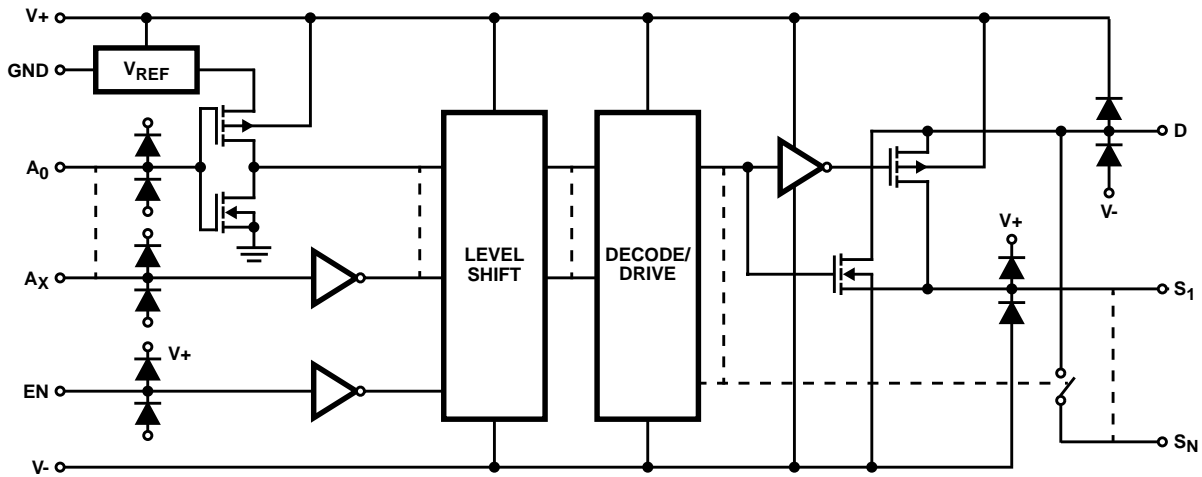 V+
GND
VREF
A0
AX
V+
EN
V-
LEVEL
SHIFT
DECODE/
DRIVE
D
V-
V+
S1
SN